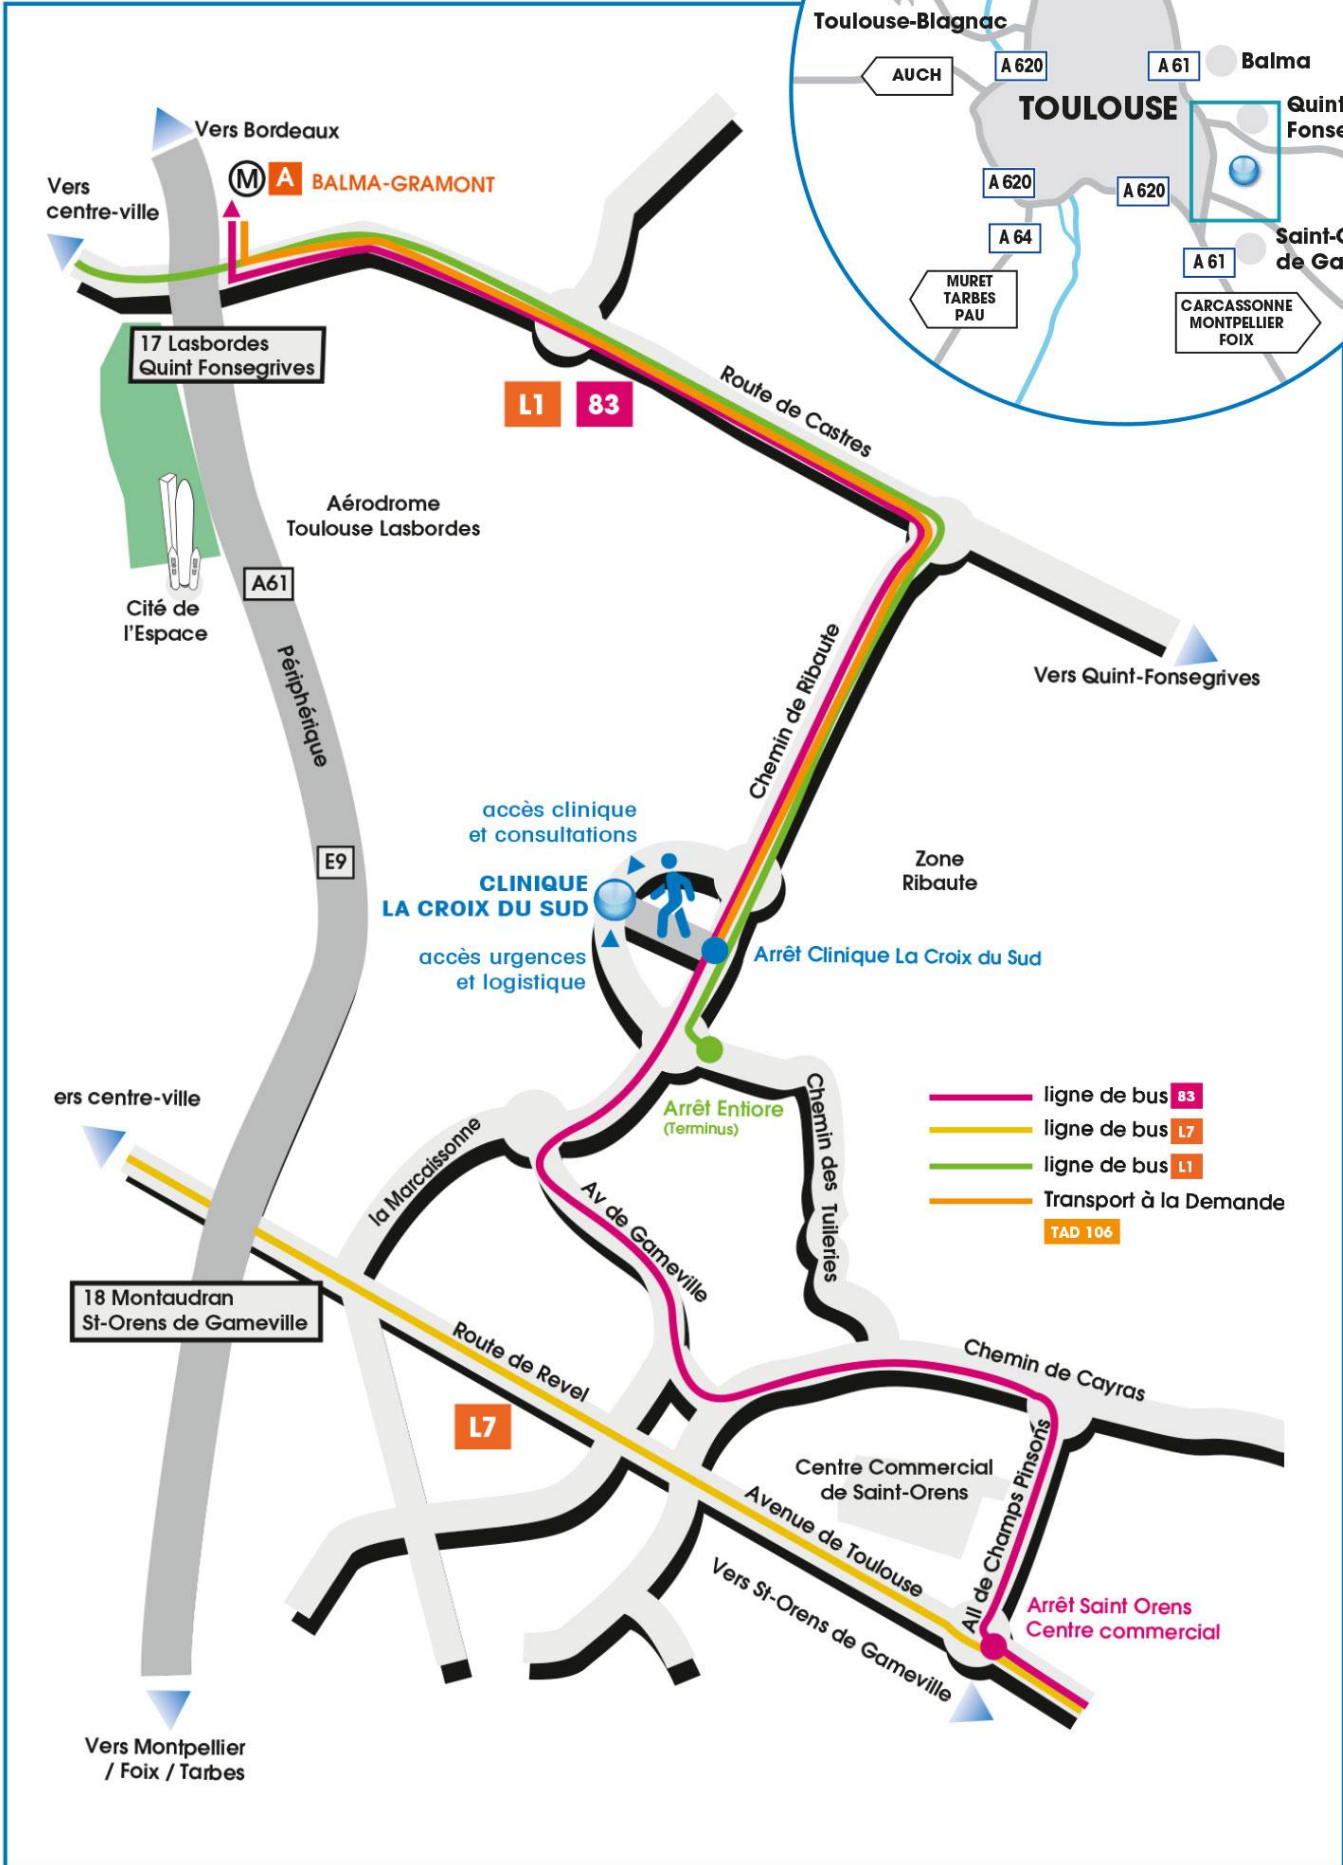 Toulouse-Blagnac
AUCH
A 620
A 61
Balma
TOULOUSE
Quint
Fonse
A 620
A 620
A 64
Saint-
de Ga
A 61
MURET
TARBES
PAU
CARCASSONNE
MONTPELLIER
FOIX
Vers Bordeaux
M A BALMA-GRAMONT
Vers
centre-ville
17 Lasbordes
Quint Fonsegrives
L1 83
Route de Castres
Aérodrome
Toulouse Lasbordes
A61
Cité de
l'Espace
Périphérique
Vers Quint-Fonsegrives
Chemin de Ribaute
accès clinique
et consultations
E9
Zone
Ribaute
CLINIQUE
LA CROIX DU SUD
accès urgences
et logistique
Arrêt Clinique La Croix du Sud
ers centre-ville
Arrêt Entiore
(Terminus)
Chemin des Tuileries
la Marcaissonne
Av de Gameville
ligne de bus 83
ligne de bus L7
ligne de bus L1
Transport à la Demande
TAD 106
18 Montaudran
St-Orens de Gameville
Route de Revel
L7
Chemin de Cayras
Centre Commercial
de Saint-Orens
All de Champs Pinsons
Avenue de Toulouse
Vers St-Orens de Gameville
Arrêt Saint Orens
Centre commercial
Vers Montpellier
/ Foix / Tarbes